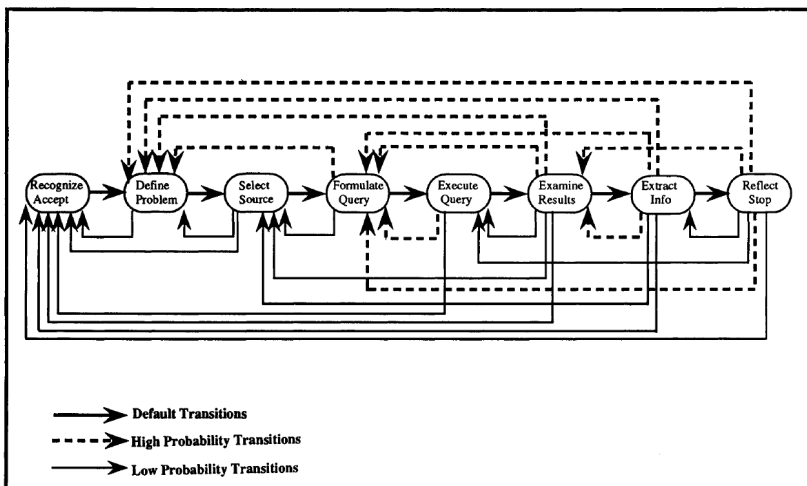 Recognize
Accept
Define
Problem
Select
Source
Formulate
Query
Execute
Query
Examine
Results
Extract
Info
Reflect
Stop
Default Transitions
High Probability Transitions
Low Probability Transitions